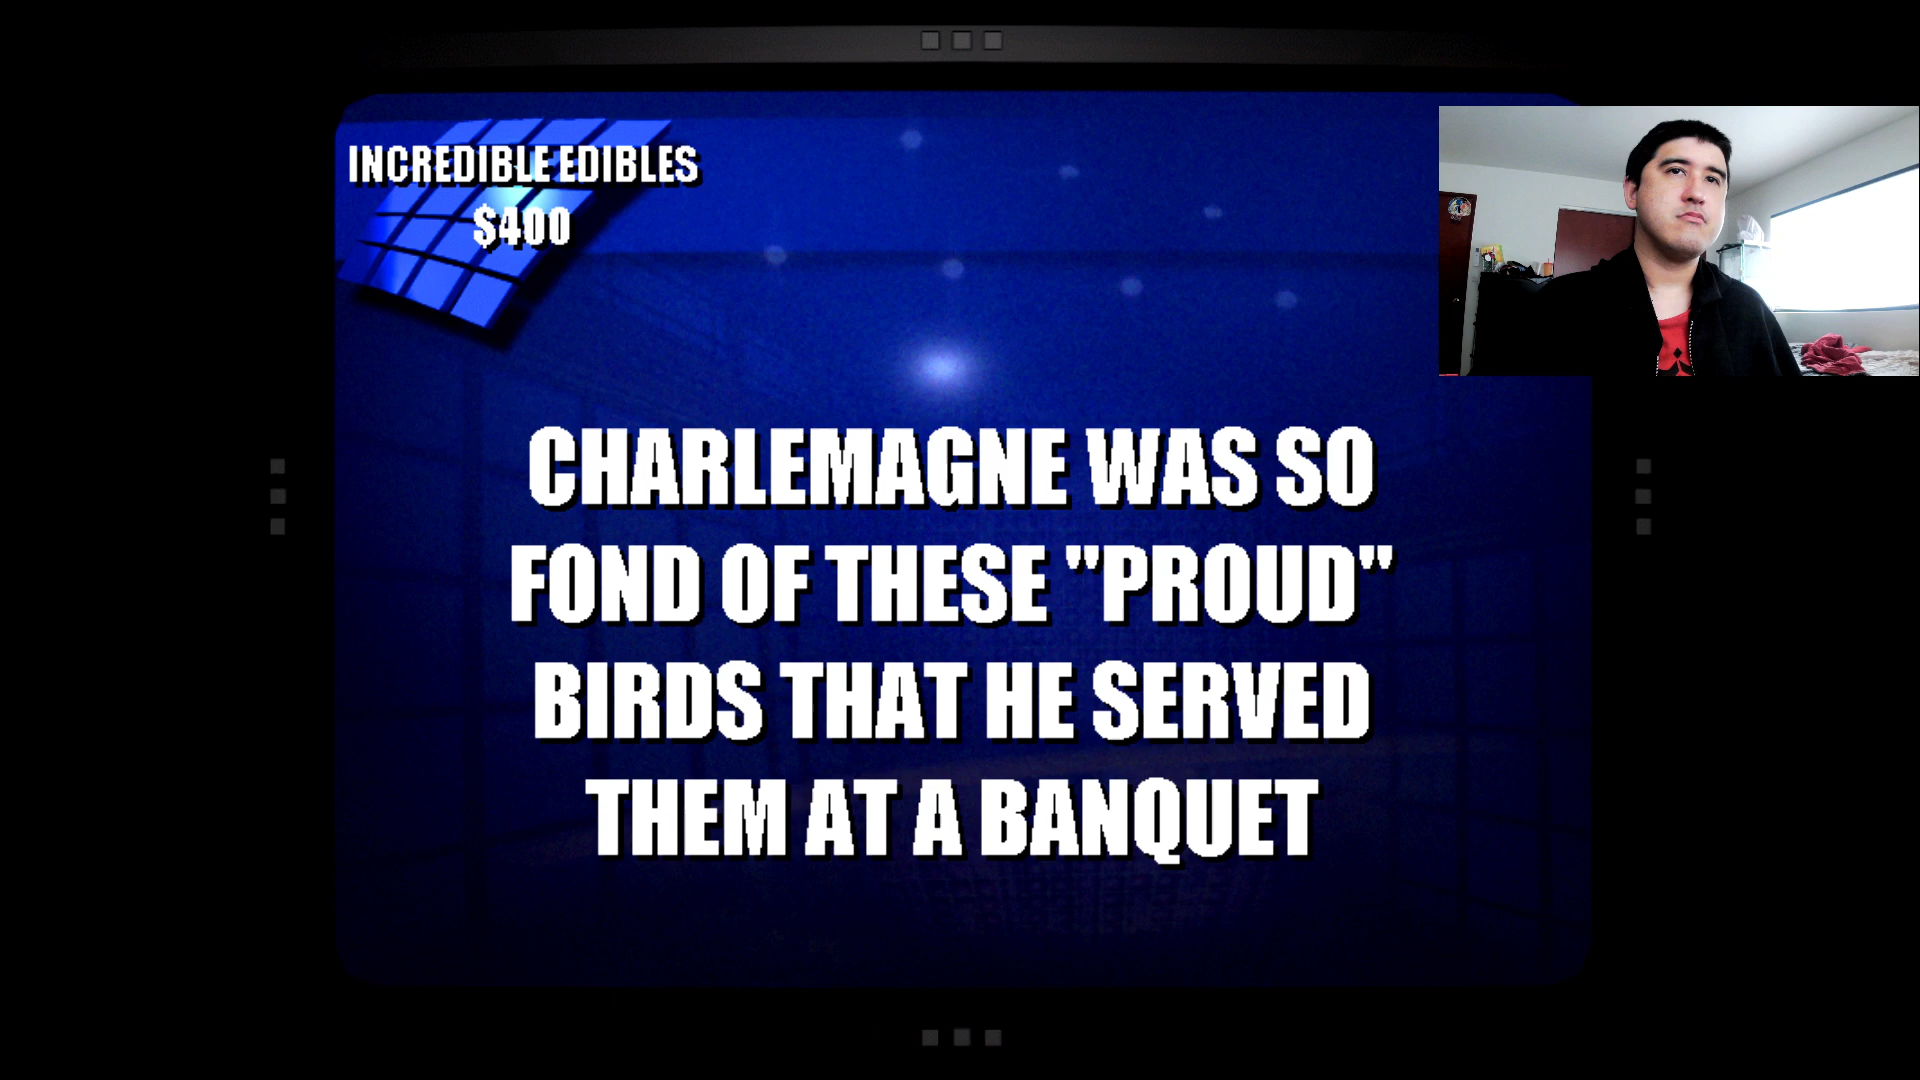 INCREDIBLE EDIBLES
$400
CHARLEMAGNE WAS SO
FOND OF THESE "PROUD"
BIRDS THAT HE SERVED
THEM AT A BANQUET